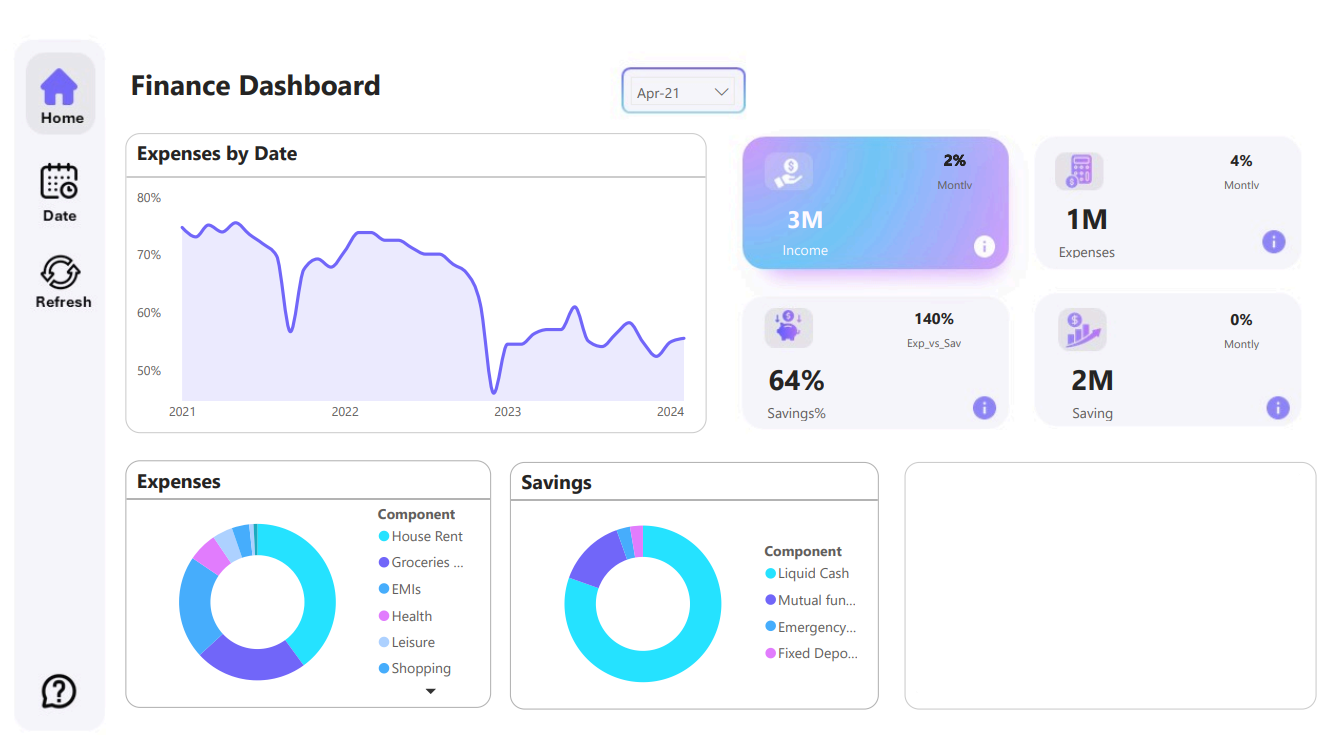 Home
Date
Refresh
Finance Dashboard
Apr-21
Expenses by Date
80%
70%
60%
50%
2021
2022
2023
2024
2%
Montly
3M
Income
4%
Montly
1M
Expenses
140%
Exp_vs_Sav
64%
Savings%
0%
Montly
2M
Saving
Expenses
Component
House Rent
Groceries ...
EMIs
Health
Leisure
Shopping
Savings
Component
Liquid Cash
Mutual fun...
Emergency...
Fixed Depo...